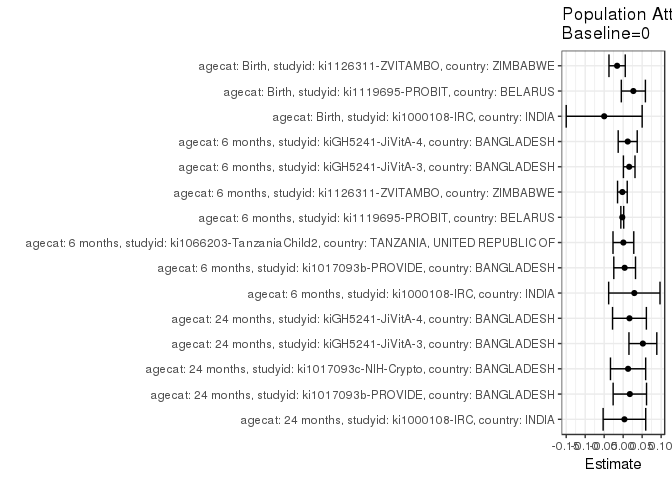 Population Att
Baseline=0
agecat: Birth, studyid: ki1126311-ZVITAMBO, country: ZIMBABWE
agecat: Birth, studyid: ki1119695-PROBIT, country: BELARUS
agecat: Birth, studyid: ki1000108-IRC, country: INDIA
agecat: 6 months, studyid: kiGH5241-JiVitA-4, country: BANGLADESH
agecat: 6 months, studyid: kiGH5241-JiVitA-3, country: BANGLADESH
agecat: 6 months, studyid: ki1126311-ZVITAMBO, country: ZIMBABWE
agecat: 6 months, studyid: ki1119695-PROBIT, country: BELARUS
agecat: 6 months, studyid: ki1066203-TanzaniaChild2, country: TANZANIA, UNITED REPUBLIC OF
agecat: 6 months, studyid: ki1017093b-PROVIDE, country: BANGLADESH
agecat: 6 months, studyid: ki1000108-IRC, country: INDIA
agecat: 24 months, studyid: kiGH5241-JiVitA-4, country: BANGLADESH
agecat: 24 months, studyid: kiGH5241-JiVitA-3, country: BANGLADESH
agecat: 24 months, studyid: ki1017093c-NIH-Crypto, country: BANGLADESH
agecat: 24 months, studyid: ki1017093b-PROVIDE, country: BANGLADESH
agecat: 24 months, studyid: ki1000108-IRC, country: INDIA
-0.15 -0.10 -0.05 0.00 0.05 0.10
Estimate